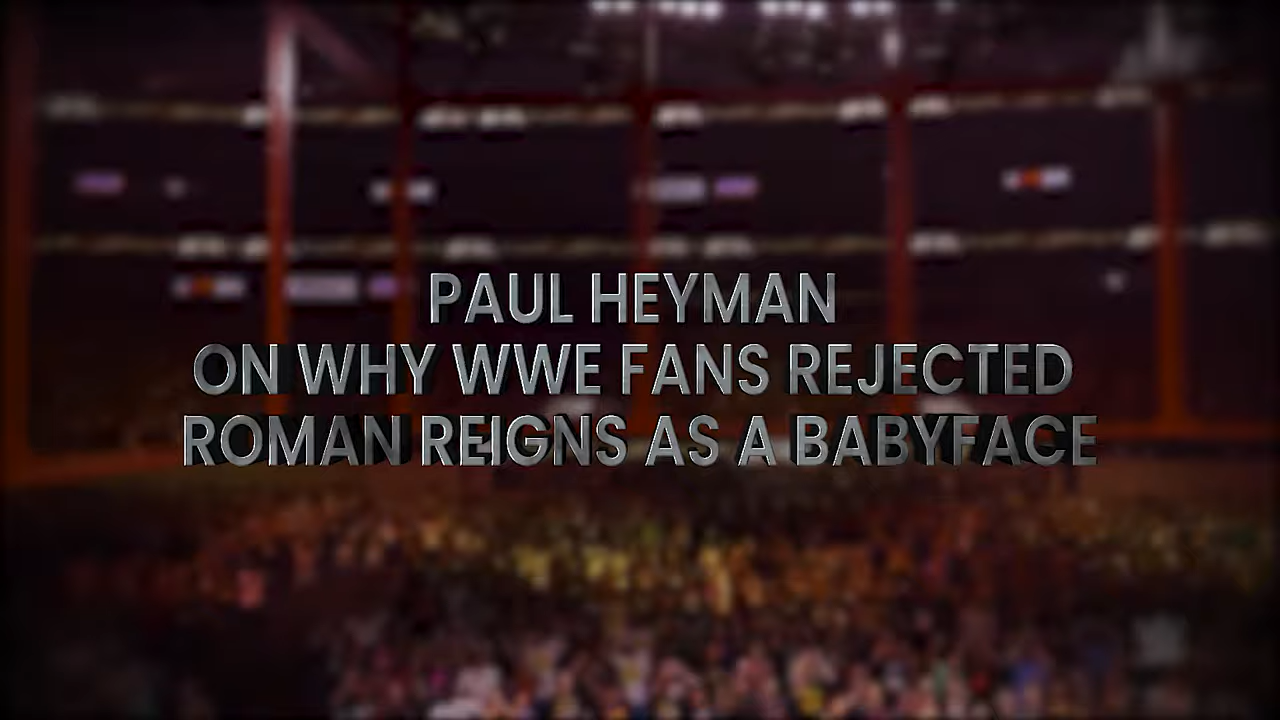 PAUL HEYMAN
ON WHY WWE FANS REJECTED
ROMAN REIGNS AS A BABYFACE